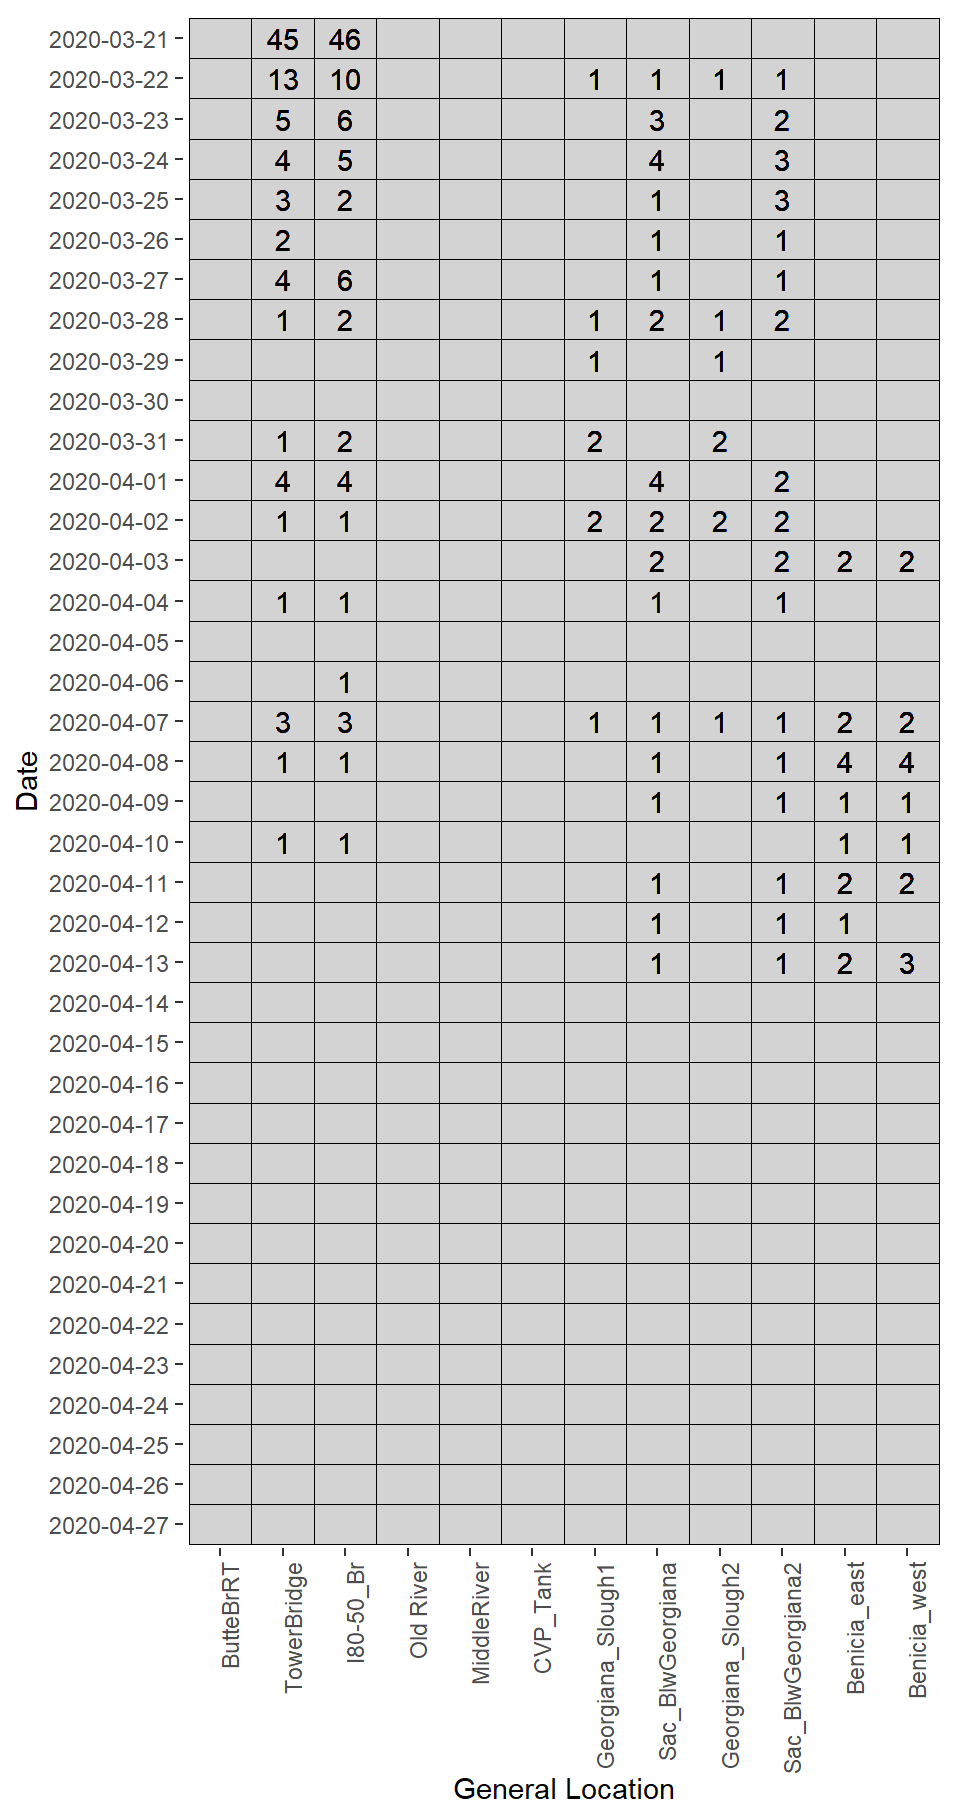 2020-03-21 45 46
2020-03-22 13 10 1 1 1 1
2020-03-23 5 6 3 2
2020-03-24 4 5 4 3
2020-03-25 3 2 1 3
2020-03-26 2 1 1
2020-03-27 4 6 1 1
2020-03-28 1 2 1 2 1 2
2020-03-29 1 1
2020-03-30
2020-03-31 1 2 2 2
2020-04-01 4 4 4 2
2020-04-02 1 1 2 2 2 2
2020-04-03 2 2 2 2
2020-04-04 1 1 1 1
2020-04-05
2020-04-06 1
2020-04-07 3 3 1 1 1 1 2 2
2020-04-08 1 1 1 1 4 4
2020-04-09 1 1 1 1
2020-04-10 1 1 1 1
2020-04-11 1 1 2 2
2020-04-12 1 1 1
2020-04-13 1 1 2 3
2020-04-14
2020-04-15
2020-04-16
2020-04-17
2020-04-18
2020-04-19
2020-04-20
2020-04-21
2020-04-22
2020-04-23
2020-04-24
2020-04-25
2020-04-26
2020-04-27
Date
ButteBrRT
TowerBridge
I80-50_Br
Old River
MiddleRiver
CVP_Tank
Georgiana_Slough1
Sac_BlwGeorgiana
Georgiana_Slough2
Sac_BlwGeorgiana2
Benicia_east
Benicia_west
General Location